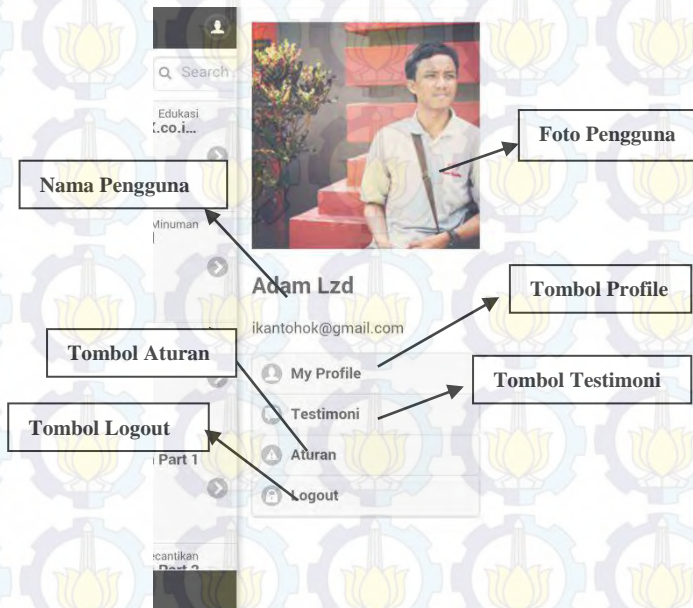 Search
Edukasi
k.co.i...
Foto Pengguna
Nama Pengguna
Minuman
Adam Lzd
Tombol Profile
ikantohok@gmail.com
Tombol Aturan
My Profile
Tombol Testimoni
Testimoni
Tombol Logout
Aturan
Part 1
Logout
ecantikan
Part 2